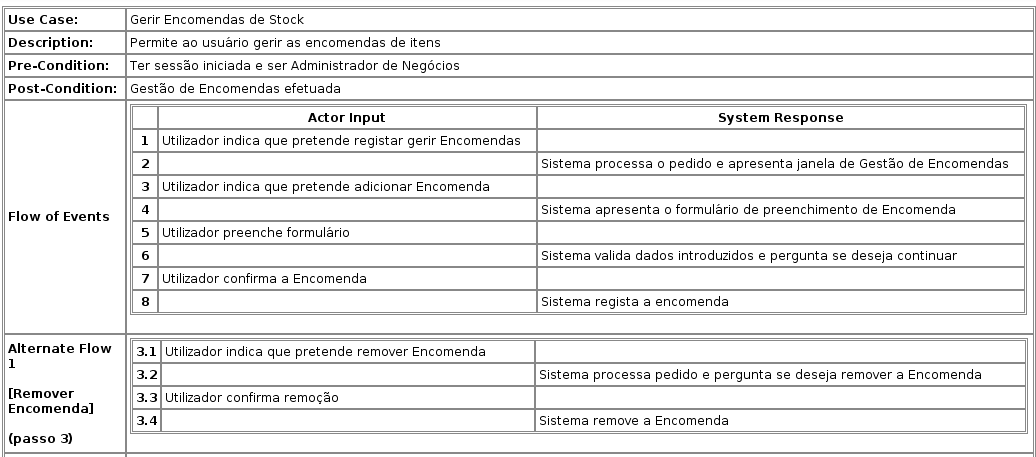 Use Case: Gerir Encomendas de Stock
Description: Permite ao usuário gerir as encomendas de itens
Pre-Condition: Ter sessão iniciada e ser Administrador de Negócios
Post-Condition: Gestão de Encomendas efetuada
Flow of Events
Actor Input System Response
1 Utilizador indica que pretende registar gerir Encomendas
2 Sistema processa o pedido e apresenta janela de Gestão de Encomendas
3 Utilizador indica que pretende adicionar Encomenda
4 Sistema apresenta o formulário de preenchimento de Encomenda
5 Utilizador preenche formulário
6 Sistema valida dados introduzidos e pergunta se deseja continuar
7 Utilizador confirma a Encomenda
8 Sistema regista a encomenda
Alternate Flow
1
[Remover
Encomenda]
(passo 3)
3.1 Utilizador indica que pretende remover Encomenda
3.2 Sistema processa pedido e pergunta se deseja remover a Encomenda
3.3 Utilizador confirma remoção
3.4 Sistema remove a Encomenda